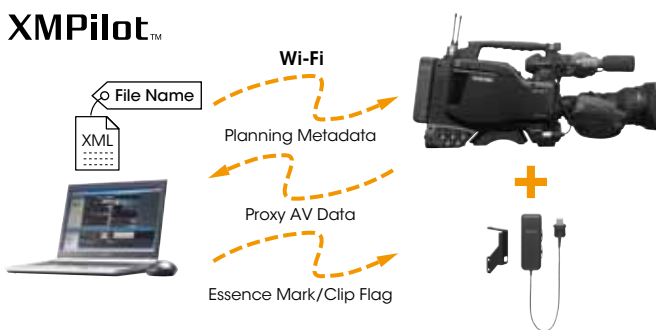 XMPilot™
Wi-Fi
File Name
XML
Planning Metadata
Proxy AV Data
Essence Mark/Clip Flag